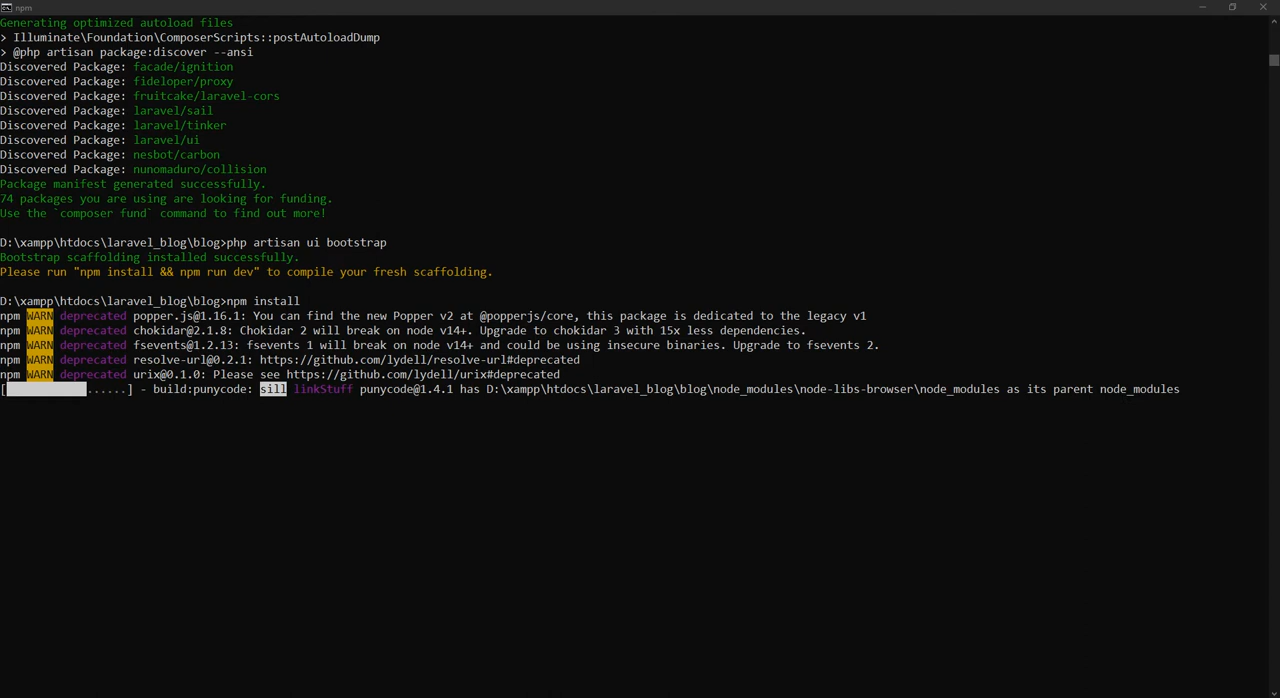 npm
Generating optimized autoload files
> Illuminate\Foundation\ComposerScripts::postAutoloadDump
> @php artisan package:discover --ansi
Discovered Package: facade/ignition
Discovered Package: fideloper/proxy
Discovered Package: fruitcake/laravel-cors
Discovered Package: laravel/sail
Discovered Package: laravel/tinker
Discovered Package: laravel/ui
Discovered Package: nesbot/carbon
Discovered Package: nunomaduro/collision
Package manifest generated successfully.
74 packages you are using are looking for funding.
Use the `composer fund` command to find out more!
D:\xampp\htdocs\laravel_blog\blog>php artisan ui bootstrap
Bootstrap scaffolding installed successfully.
Please run "npm install && npm run dev" to compile your fresh scaffolding.
D:\xampp\htdocs\laravel_blog\blog>npm install
npm WARN deprecated popper.js@1.16.1: You can find the new Popper v2 at @popperjs/core, this package is dedicated to the legacy v1
npm WARN deprecated chokidar@2.1.8: Chokidar 2 will break on node v14+. Upgrade to chokidar 3 with 15x less dependencies.
npm WARN deprecated fsevents@1.2.13: fsevents 1 will break on node v14+ and could be using insecure binaries. Upgrade to fsevents 2.
npm WARN deprecated resolve-url@0.2.1: https://github.com/lydell/resolve-url#deprecated
npm WARN deprecated urix@0.1.0: Please see https://github.com/lydell/urix#deprecated
[            ......] - build:punycode: sill linkStuff punycode@1.4.1 has D:\xampp\htdocs\laravel_blog\blog\node_modules\node-libs-browser\node_modules as its parent node_modules